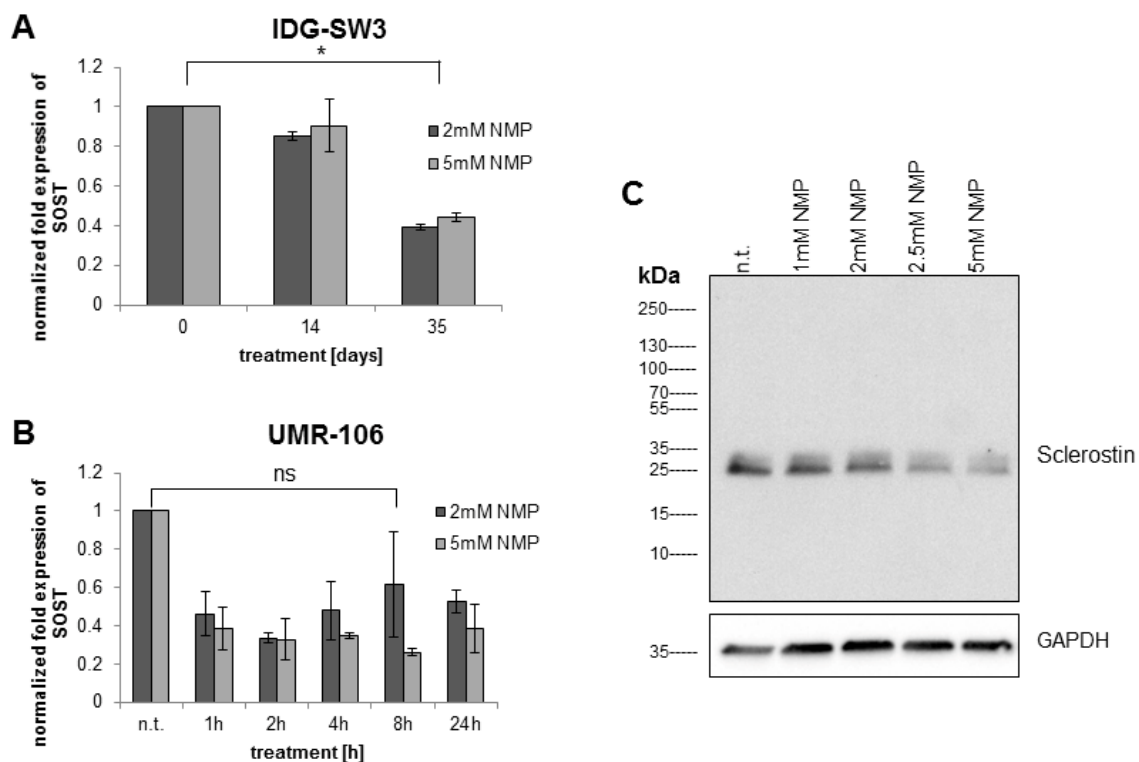 A
IDG-SW3
*
normalized fold expression of
SOST
1.2
1
0.8
0.6
0.4
0.2
0
2mM NMP
5mM NMP
0 14 35
treatment [days]
B
UMR-106
ns
normalized fold expression of
SOST
1.2
1
0.8
0.6
0.4
0.2
0
2mM NMP
5mM NMP
n.t. 1h 2h 4h 8h 24h
treatment [h]
C
n.t.
1mM NMP
2mM NMP
2.5mM NMP
5mM NMP
kDa
250-----
130-----
100-----
70-----
55-----
35-----
25-----
15-----
10-----
Sclerostin
35----
GAPDH